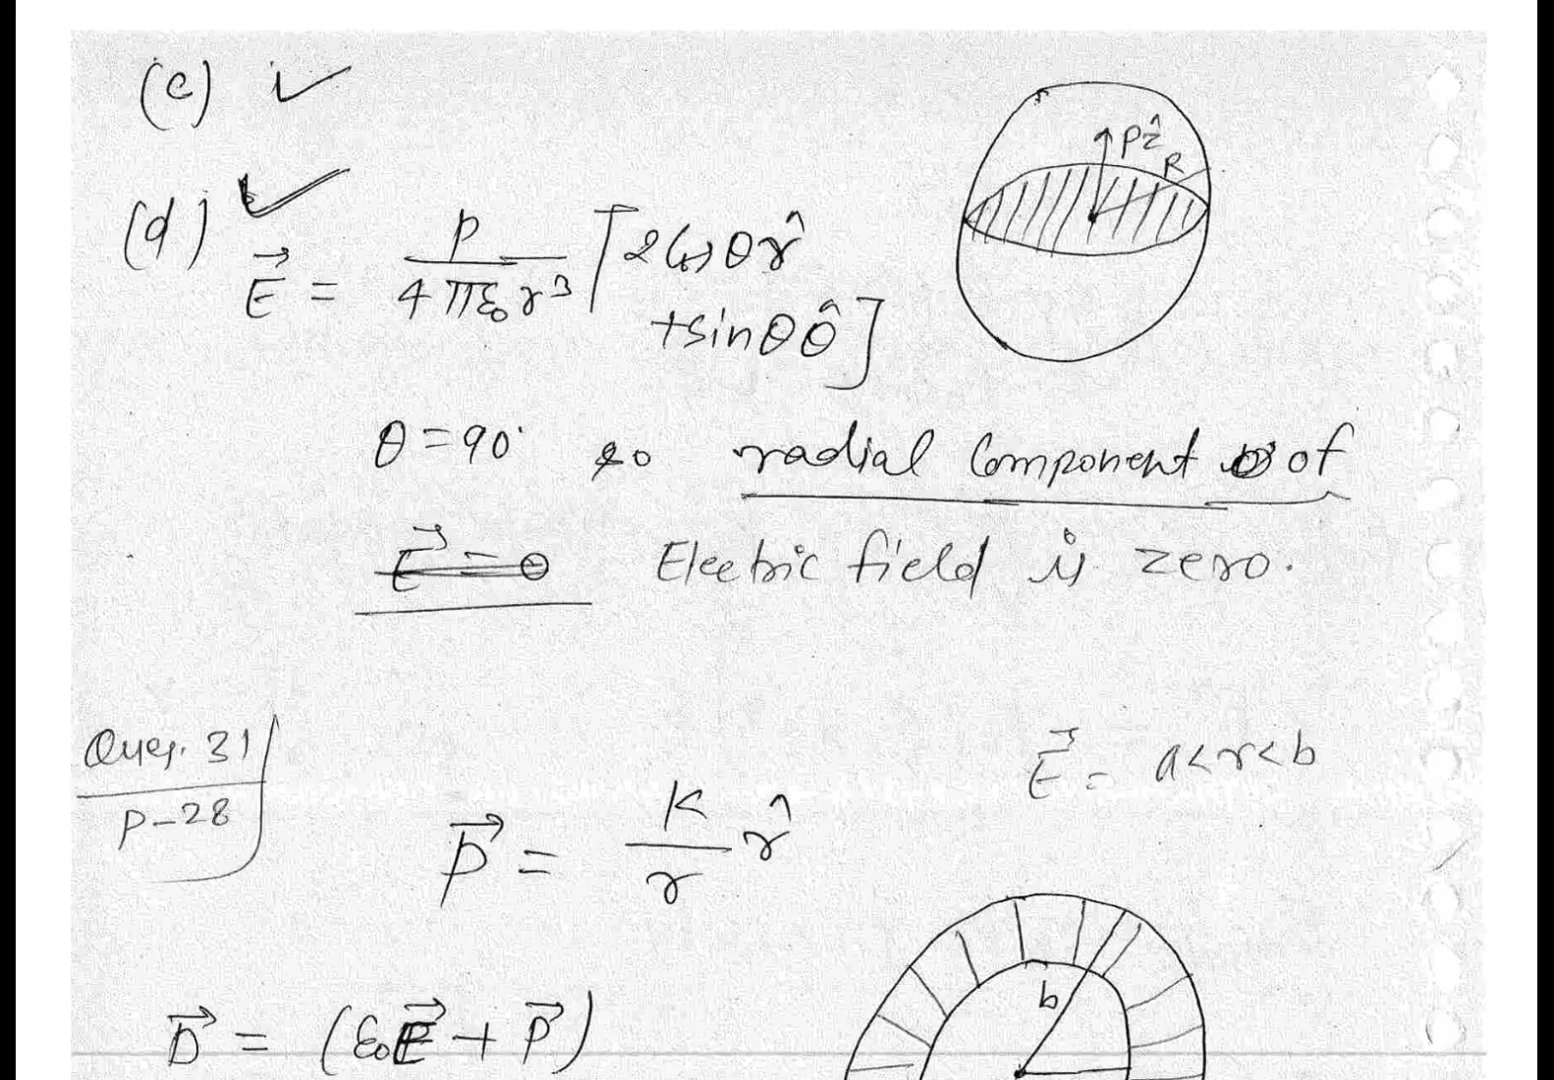 (c) ✓
(d) ✓
E⃗ = p / 4πε₀r³ [2Cosθ r̂
+sinθ θ̂]
pẑ
R
θ=90° so radial Component of
E⃗ = 0 Electric field is zero.
Ques. 31
P-28
E⃗ = a<r<b
P⃗ = K/r r̂
b
D⃗ = (ε₀E⃗ + P⃗)